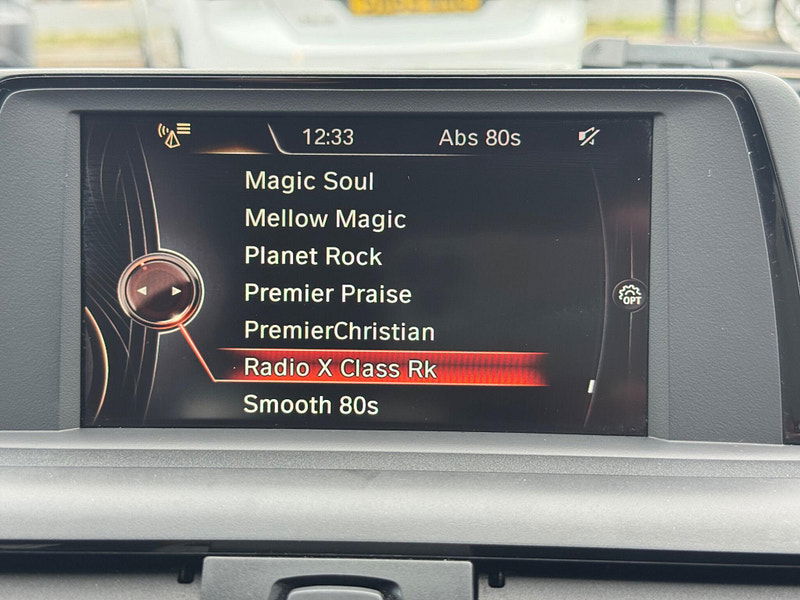 12:33 Abs 80s
Magic Soul
Mellow Magic
Planet Rock
Premier Praise
PremierChristian
Radio X Class Rk
Smooth 80s
OPT